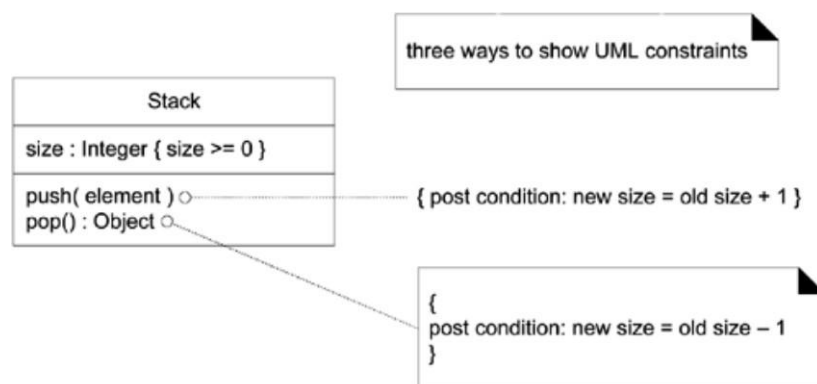 three ways to show UML constraints
Stack
size : Integer { size >= 0 }
push( element )
{ post condition: new size = old size + 1 }
pop() : Object
{
post condition: new size = old size – 1
}